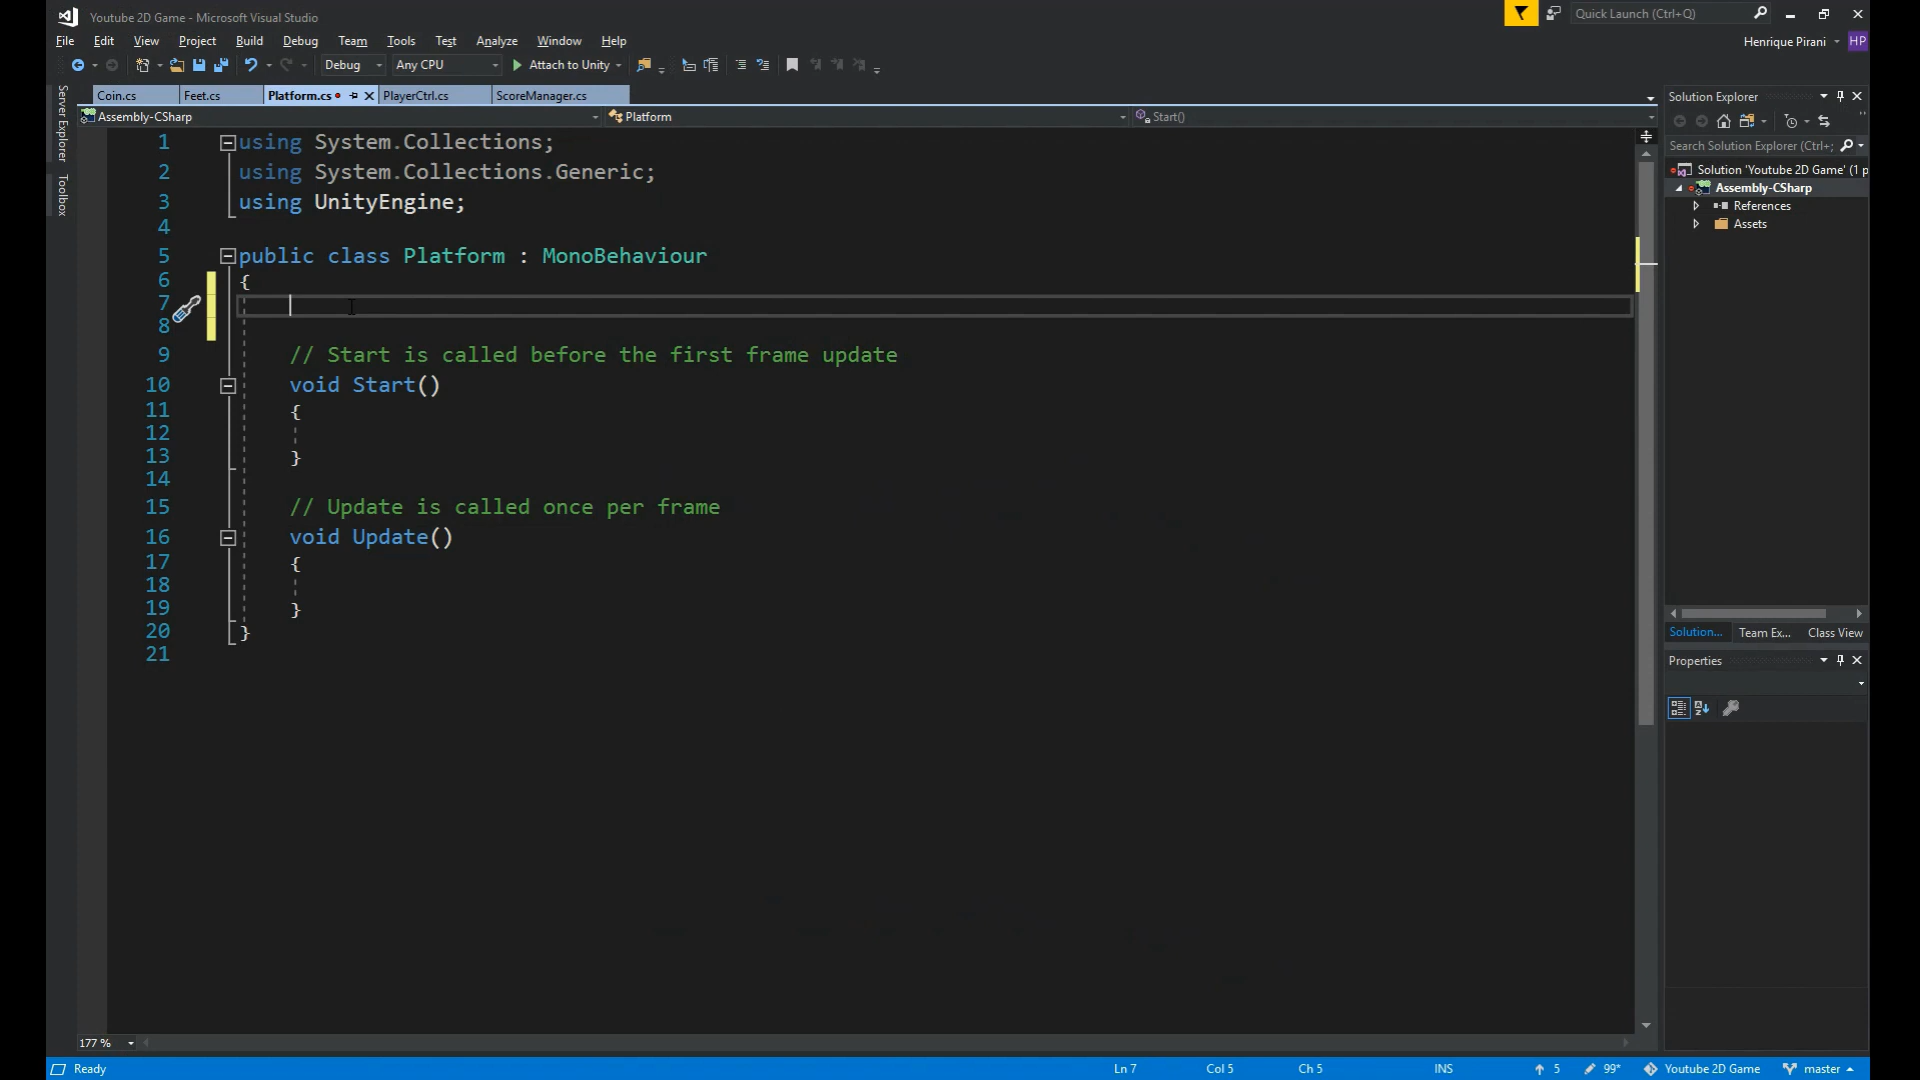 Youtube 2D Game - Microsoft Visual Studio
Quick Launch (Ctrl+Q)
File Edit View Project Build Debug Team Tools Test Analyze Window Help
Henrique Pirani HP
Debug Any CPU Attach to Unity
Server Explorer
Toolbox
Coin.cs Feet.cs Platform.cs PlayerCtrl.cs ScoreManager.cs
Assembly-CSharp Platform Start()
1 using System.Collections;
2 using System.Collections.Generic;
3 using UnityEngine;
4
5 public class Platform : MonoBehaviour
6 {
7
8
9 // Start is called before the first frame update
10 void Start()
11 {
12
13 }
14
15 // Update is called once per frame
16 void Update()
17 {
18
19 }
20 }
21
Solution Explorer
Search Solution Explorer (Ctrl+;
Solution 'Youtube 2D Game' (1 p
Assembly-CSharp
References
Assets
Solution... Team Ex... Class View
Properties
177 %
Ready Ln 7 Col 5 Ch 5 INS 5 99* Youtube 2D Game master